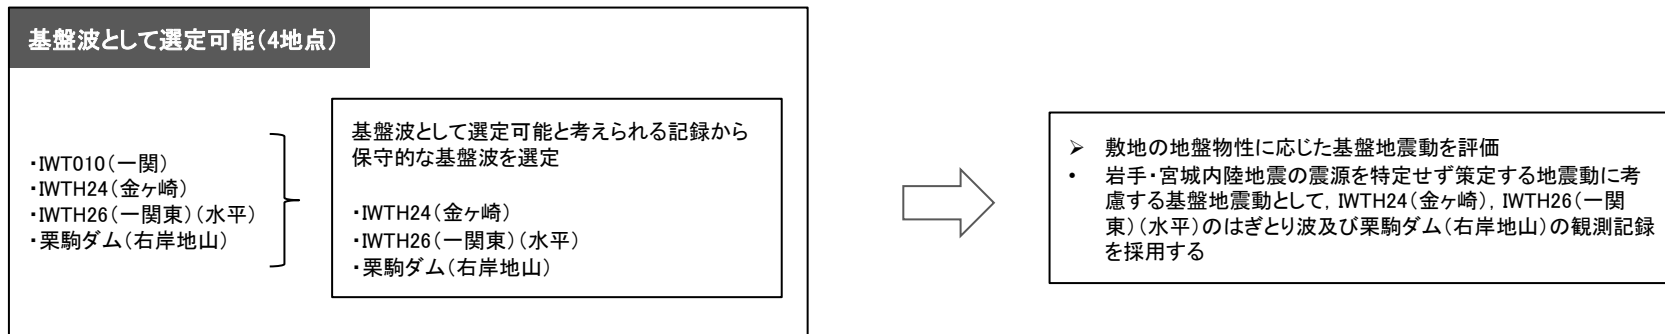 基盤波として選定可能(4地点)
・IWT010(一関)
・IWTH24(金ヶ崎)
・IWTH26(一関東)(水平)
・栗駒ダム(右岸地山)
基盤波として選定可能と考えられる記録から
保守的な基盤波を選定
・IWTH24(金ヶ崎)
・IWTH26(一関東)(水平)
・栗駒ダム(右岸地山)
➢ 敷地の地盤物性に応じた基盤地震動を評価
• 岩手・宮城内陸地震の震源を特定せず策定する地震動に考
慮する基盤地震動として, IWTH24(金ヶ崎), IWTH26(一関
東)(水平)のはぎとり波及び栗駒ダム(右岸地山)の観測記録
を採用する